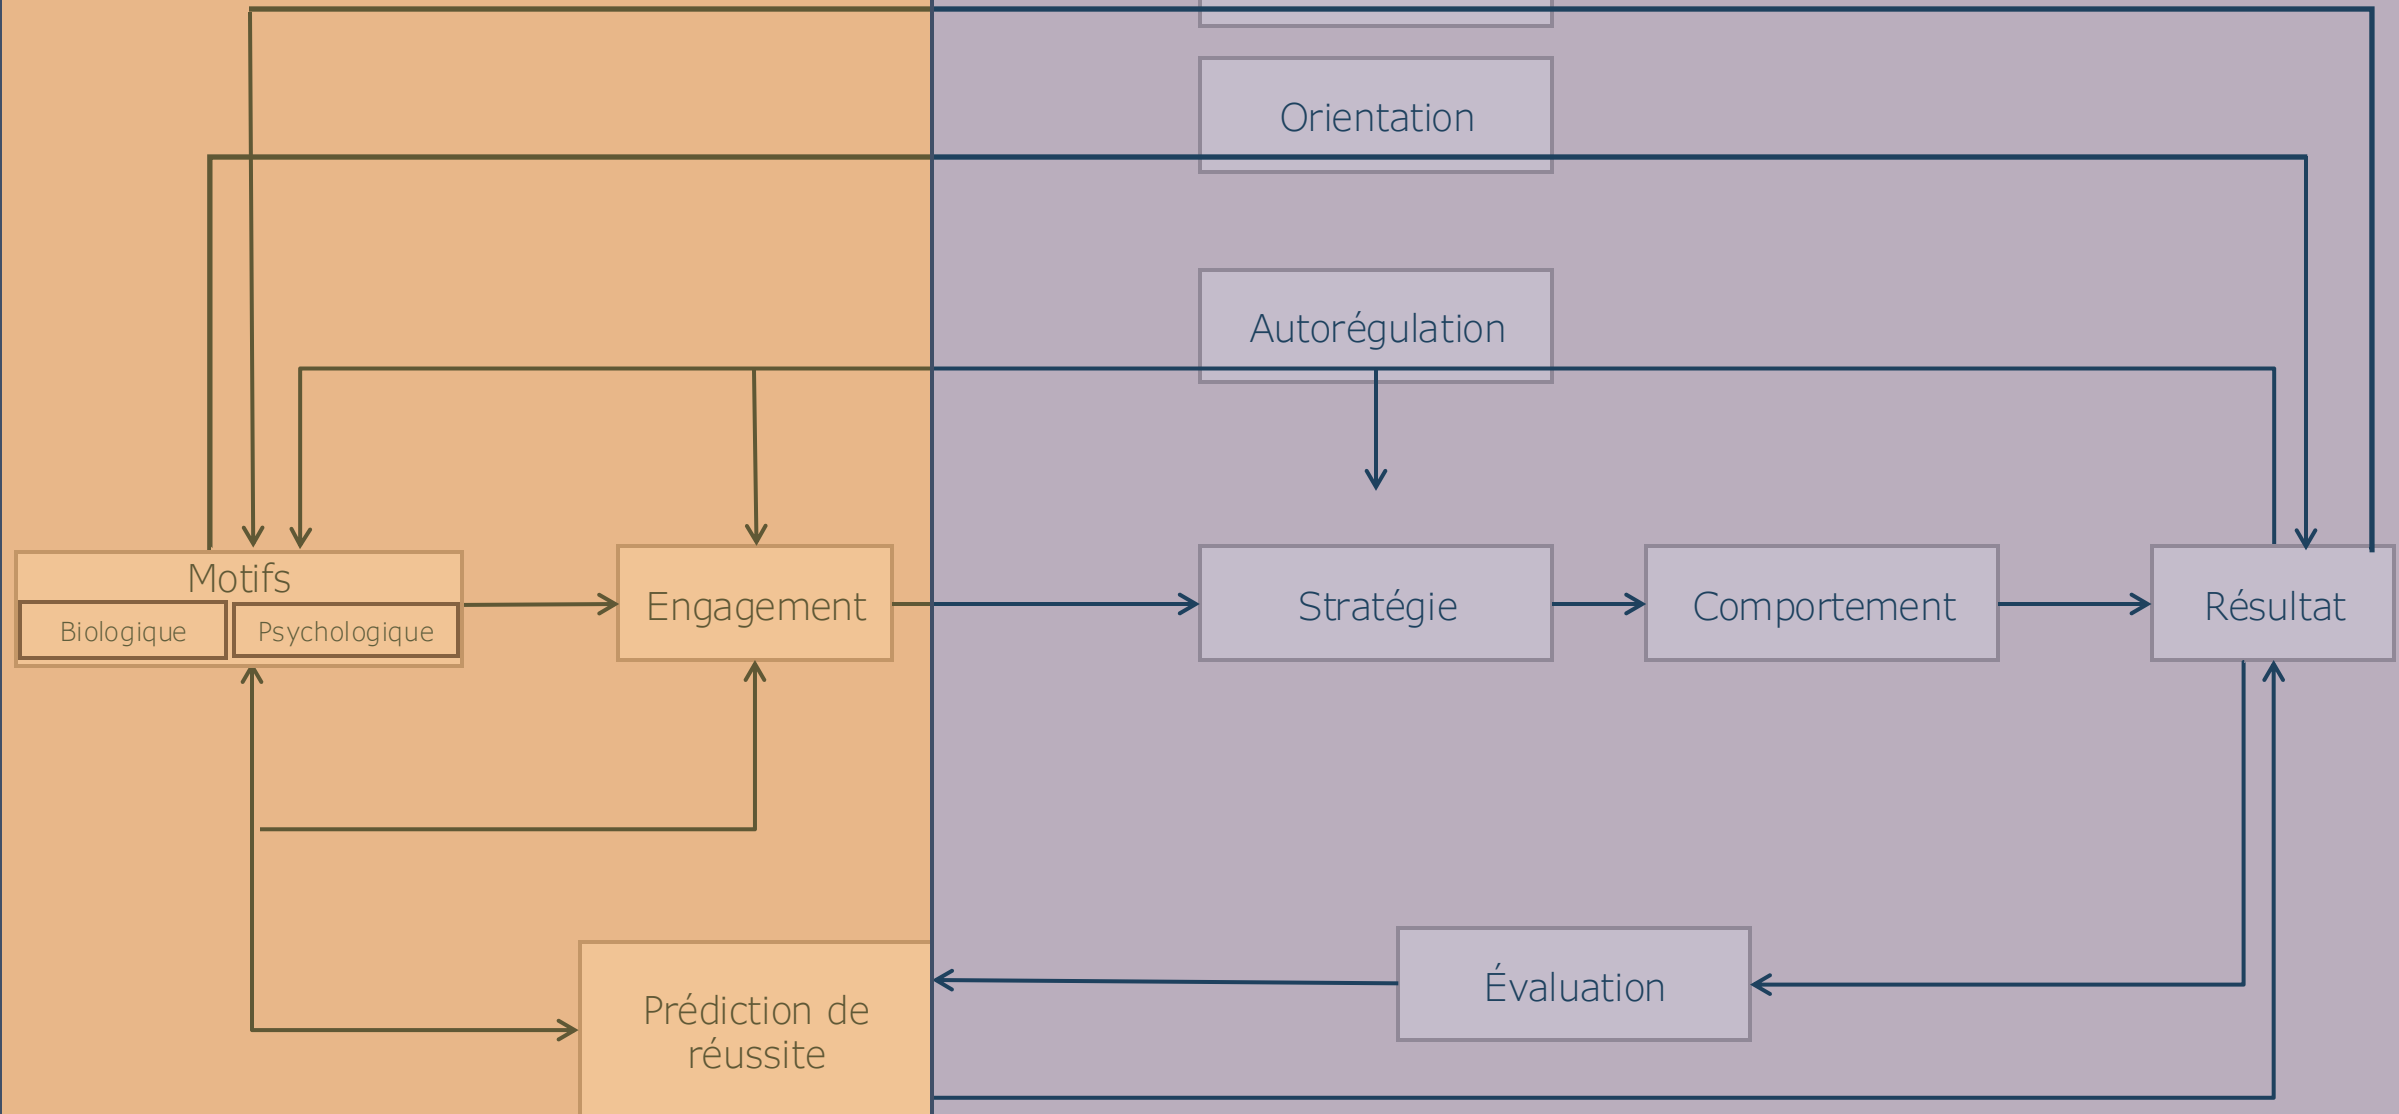 Orientation
Autorégulation
Motifs
Biologique
Psychologique
Engagement
Stratégie
Comportement
Résultat
Évaluation
Prédiction de
réussite